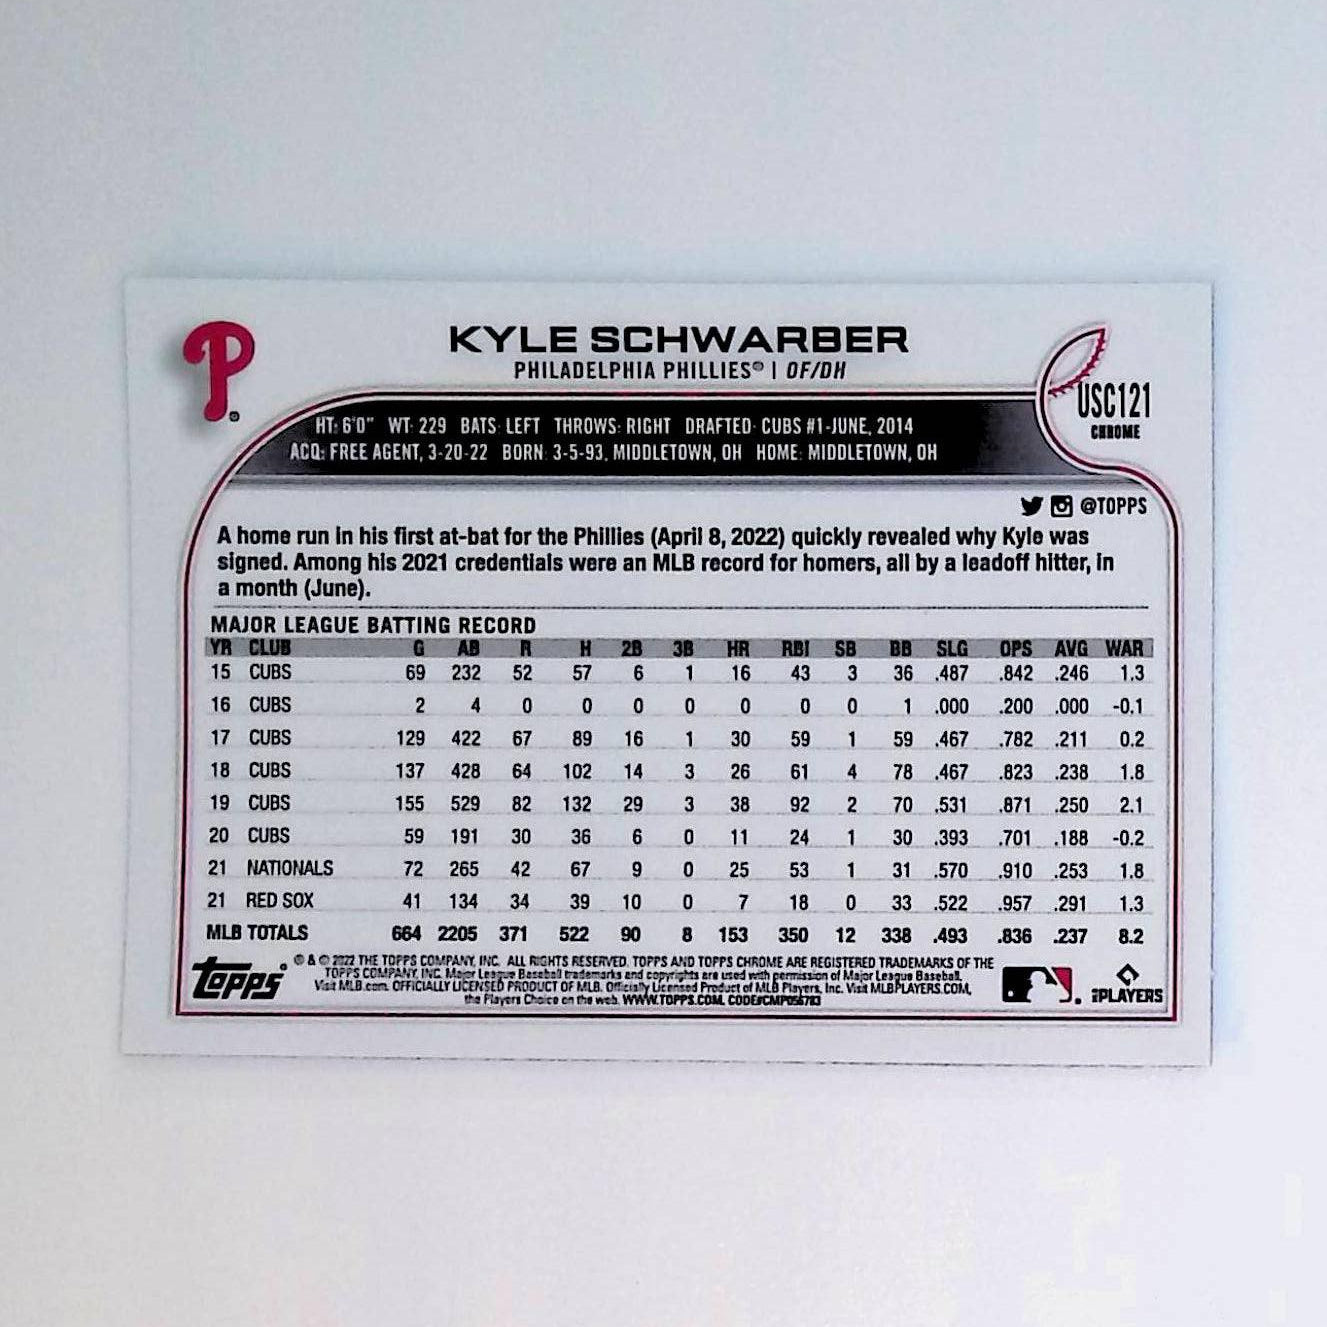 P
®
KYLE SCHWARBER
PHILADELPHIA PHILLIES® | OF/DH
USC121
CHROME
HT: 6'0" WT: 229 BATS: LEFT THROWS: RIGHT DRAFTED: CUBS #1-JUNE, 2014
ACQ: FREE AGENT, 3-20-22 BORN: 3-5-93, MIDDLETOWN, OH HOME: MIDDLETOWN, OH
@TOPPS
A home run in his first at-bat for the Phillies (April 8, 2022) quickly revealed why Kyle was
signed. Among his 2021 credentials were an MLB record for homers, all by a leadoff hitter, in
a month (June).
MAJOR LEAGUE BATTING RECORD
YR CLUB G AB R H 2B 3B HR RBI SB BB SLG OPS AVG WAR
15 CUBS 69 232 52 57 6 1 16 43 3 36 .487 .842 .246 1.3
16 CUBS 2 4 0 0 0 0 0 0 0 1 .000 .200 .000 -0.1
17 CUBS 129 422 67 89 16 1 30 59 1 59 .467 .782 .211 0.2
18 CUBS 137 428 64 102 14 3 26 61 4 78 .467 .823 .238 1.8
19 CUBS 155 529 82 132 29 3 38 92 2 70 .531 .871 .250 2.1
20 CUBS 59 191 30 36 6 0 11 24 1 30 .393 .701 .188 -0.2
21 NATIONALS 72 265 42 67 9 0 25 53 1 31 .570 .910 .253 1.8
21 RED SOX 41 134 34 39 10 0 7 18 0 33 .522 .957 .291 1.3
MLB TOTALS 664 2205 371 522 90 8 153 350 12 338 .493 .836 .237 8.2
topps®
® & © 2022 THE TOPPS COMPANY, INC. ALL RIGHTS RESERVED. TOPPS AND TOPPS CHROME ARE REGISTERED TRADEMARKS OF THE
TOPPS COMPANY, INC. Major League Baseball trademarks and copyrights are used with permission of Major League Baseball.
Visit MLB.com. OFFICIALLY LICENSED PRODUCT OF MLB. Officially Licensed Product of MLB Players, Inc. Visit MLBPLAYERS.COM,
the Players Choice on the web. WWW.TOPPS.COM. CODE#CMP056783
PLAYERS